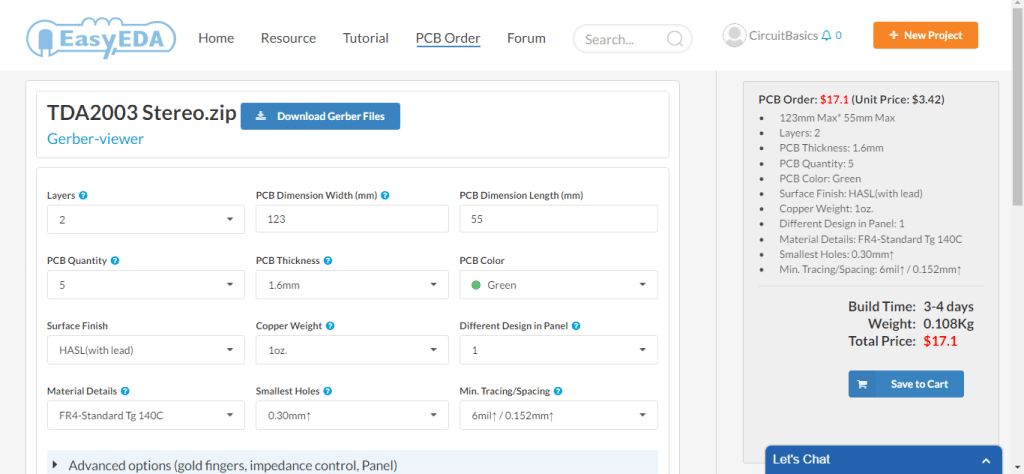 EasyEDA Home Resource Tutorial PCB Order Forum Search... CircuitBasics 0 + New Project
TDA2003 Stereo.zip Download Gerber Files
Gerber-viewer
Layers ? PCB Dimension Width (mm) ? PCB Dimension Length (mm)
2 123 55
PCB Quantity ? PCB Thickness ? PCB Color
5 1.6mm Green
Surface Finish Copper Weight ? Different Design in Panel ?
HASL(with lead) 1oz. 1
Material Details ? Smallest Holes ? Min. Tracing/Spacing ?
FR4-Standard Tg 140C 0.30mm↑ 6mil↑ / 0.152mm↑
Advanced options (gold fingers, impedance control, Panel)
PCB Order: $17.1 (Unit Price: $3.42)
• 123mm Max* 55mm Max
• Layers: 2
• PCB Thickness: 1.6mm
• PCB Quantity: 5
• PCB Color: Green
• Surface Finish: HASL(with lead)
• Copper Weight: 1oz.
• Different Design in Panel: 1
• Material Details: FR4-Standard Tg 140C
• Smallest Holes: 0.30mm↑
• Min. Tracing/Spacing: 6mil↑ / 0.152mm↑
Build Time: 3-4 days
Weight: 0.108Kg
Total Price: $17.1
Save to Cart
Let's Chat